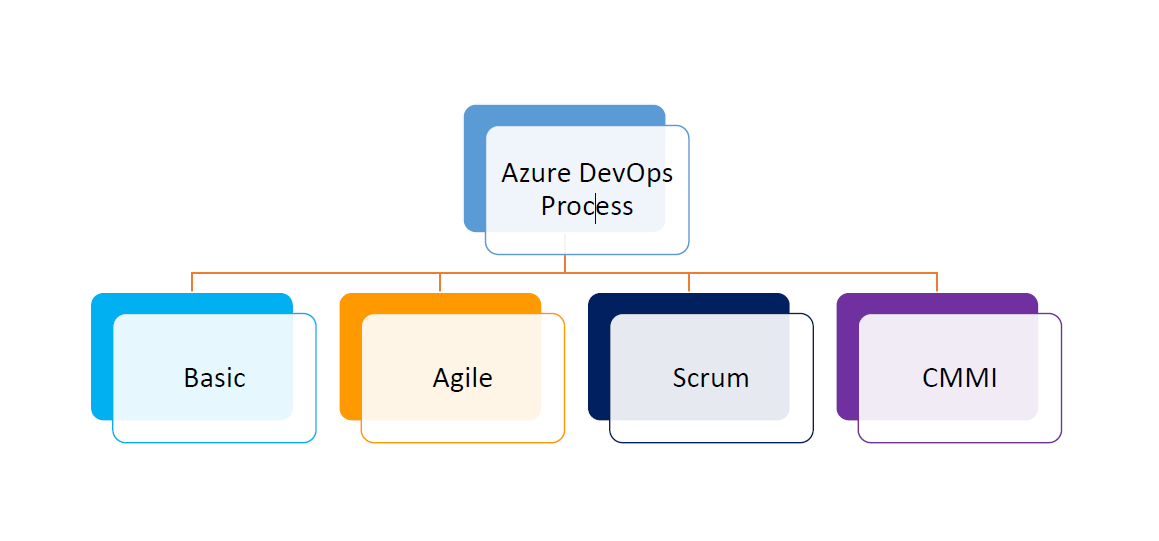 Azure DevOps
Process
Basic
Agile
Scrum
CMMI